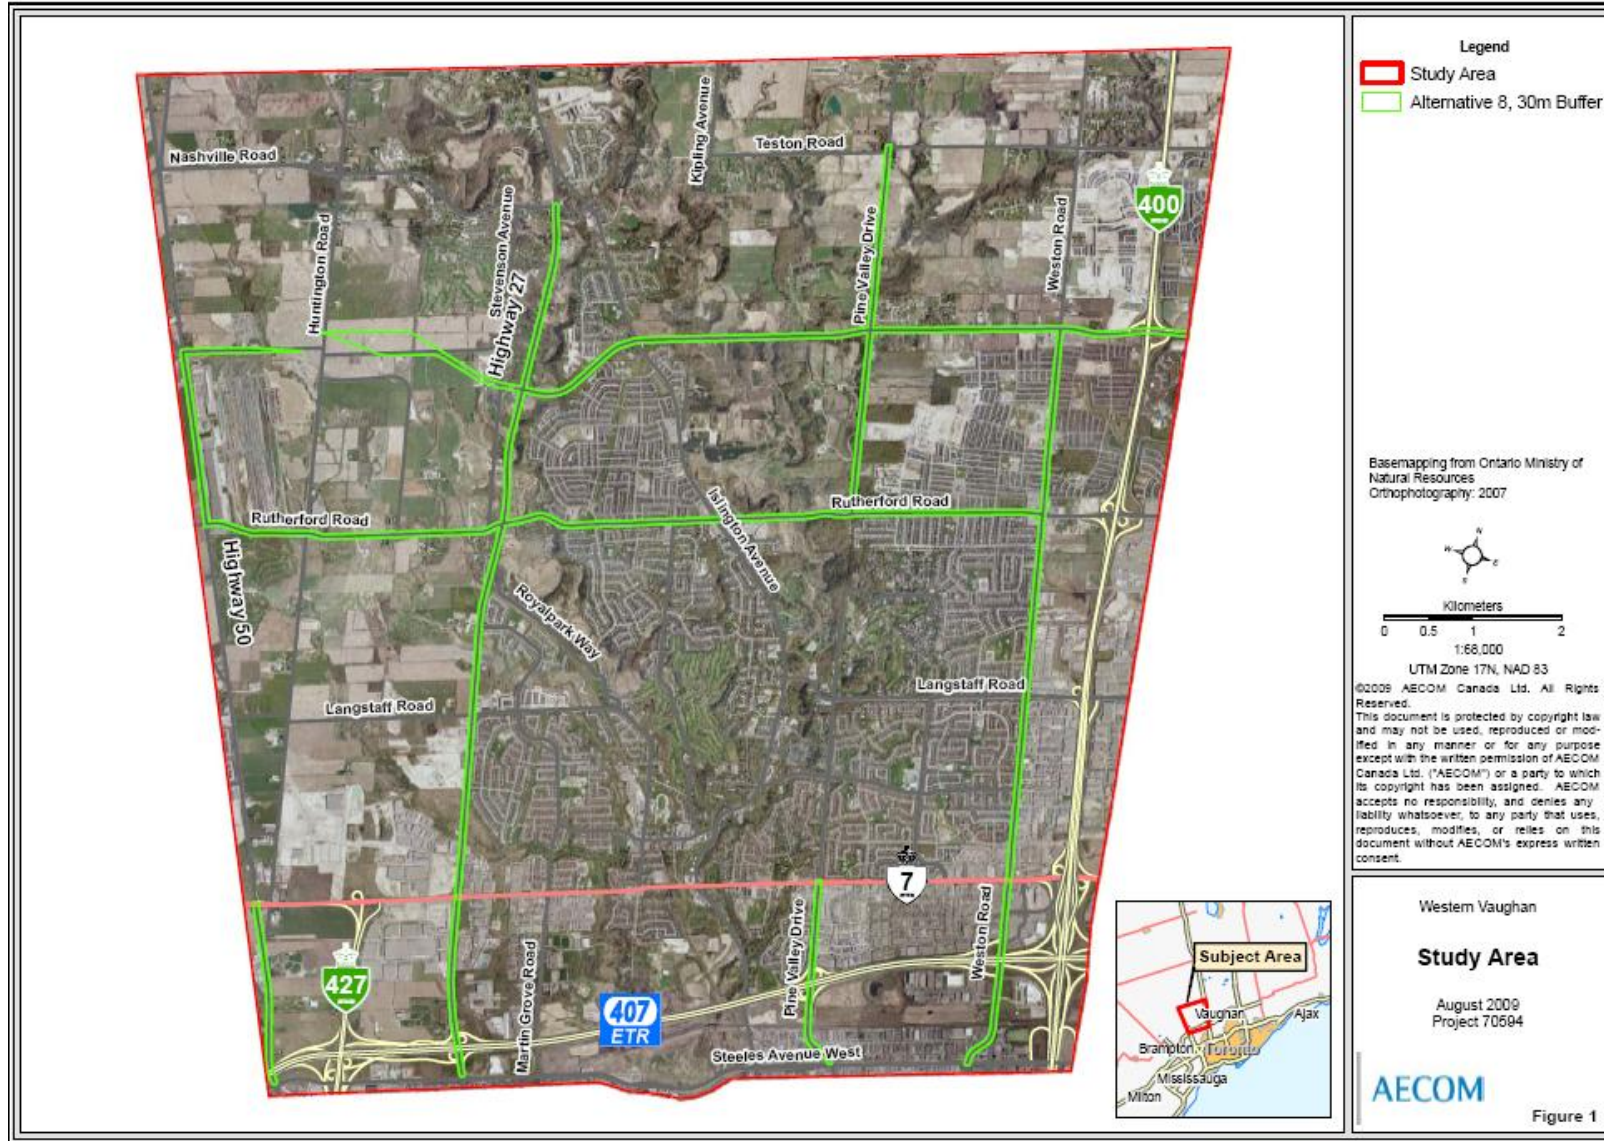 Nashville Road
Kipling Avenue
Teston Road
Huntington Road
Stevenson Avenue
Highway 27
Pine Valley Drive
Weston Road
400
Rutherford Road
Rutherford Road
Islington Avenue
Highway 50
Royalpark Way
Langstaff Road
Langstaff Road
7
427
Martin Grove Road
407
ETR
Pine Valley Drive
Weston Road
Steeles Avenue West
Subject Area
Vaughan
Ajax
Brampton
Toronto
Mississauga
Milton
Legend
Study Area
Alternative 8, 30m Buffer
Basemapping from Ontario Ministry of
Natural Resources
Orthophotography: 2007
N
W
E
S
Kilometers
0 0.5 1 2
1:68,000
UTM Zone 17N, NAD 83
©2009 AECOM Canada Ltd. All Rights
Reserved.
This document is protected by copyright law
and may not be used, reproduced or mod-
ified in any manner or for any purpose
except with the written permission of AECOM
Canada Ltd. ("AECOM") or a party to which
its copyright has been assigned. AECOM
accepts no responsibility, and denies any
liability whatsoever, to any party that uses,
reproduces, modifies, or relies on this
document without AECOM's express written
consent.
Western Vaughan
Study Area
August 2009
Project 70594
AECOM
Figure 1